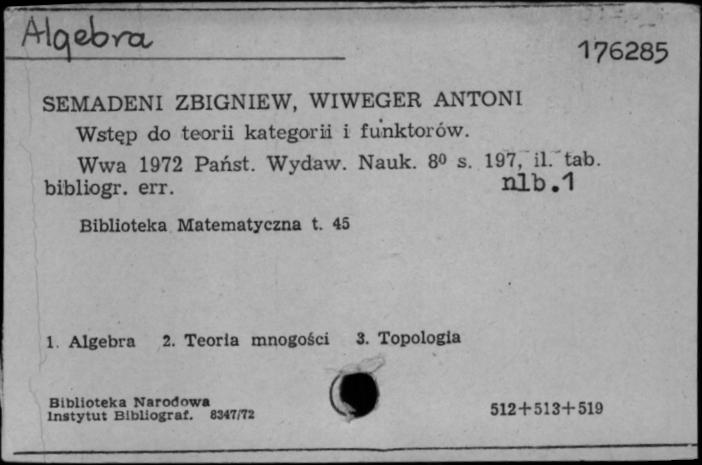 Algebra
176285
SEMADENI ZBIGNIEW, WIWEGER ANTONI
Wstęp do teorii kategorii i funktorów.
Wwa 1972 Państ. Wydaw. Nauk. 8⁰ s. 197, il. tab.
bibliogr. err. nlb.1
Biblioteka Matematyczna t. 45
1. Algebra 2. Teoria mnogości 3. Topologia
Biblioteka Narodowa
Instytut Bibliograf. 8347/72
512+513+519